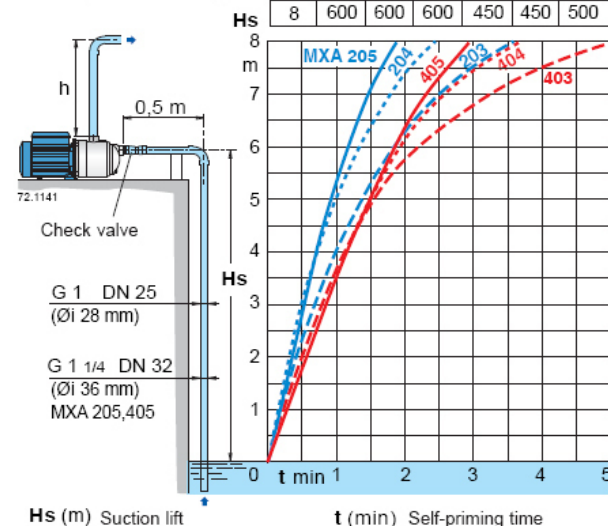 Hs 8 600 600 600 450 450 500
8
m
7
6
5
4
3
2
1
0 t min 1 2 3 4 5
MXA 205
204
405
203
404
403
h
0,5 m
72.1141
Check valve
Hs
G 1 DN 25
(Øi 28 mm)
G 1 1/4 DN 32
(Øi 36 mm)
MXA 205,405
Hs (m) Suction lift
t (min) Self-priming time